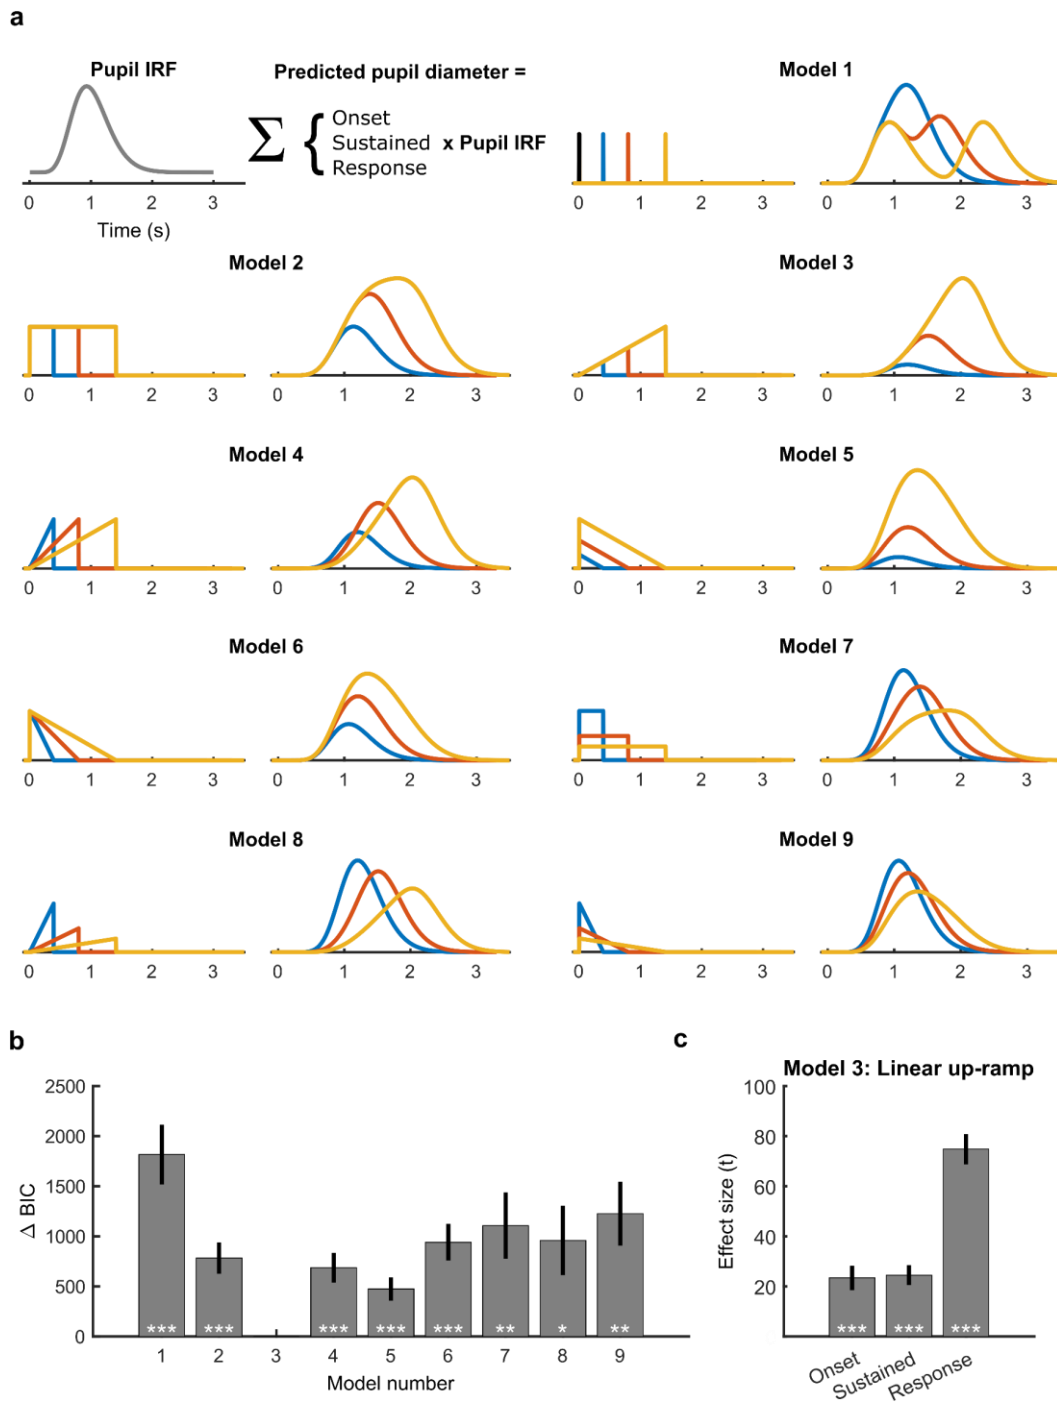 a
Pupil IRF
Predicted pupil diameter =
Model 1
Σ { Onset
Sustained x Pupil IRF
Response
0 1 2 3
Time (s)
0 1 2 3
0 1 2 3
Model 2
Model 3
0 1 2 3
0 1 2 3
0 1 2 3
0 1 2 3
Model 4
Model 5
0 1 2 3
0 1 2 3
0 1 2 3
0 1 2 3
Model 6
Model 7
0 1 2 3
0 1 2 3
0 1 2 3
0 1 2 3
Model 8
Model 9
0 1 2 3
0 1 2 3
0 1 2 3
0 1 2 3
b
2500
2000
1500
1000
500
0
Δ BIC
*** *** *** *** *** ** * **
1 2 3 4 5 6 7 8 9
Model number
c
Model 3: Linear up-ramp
100
80
60
40
20
Effect size (t)
*** *** ***
Onset
Sustained
Response